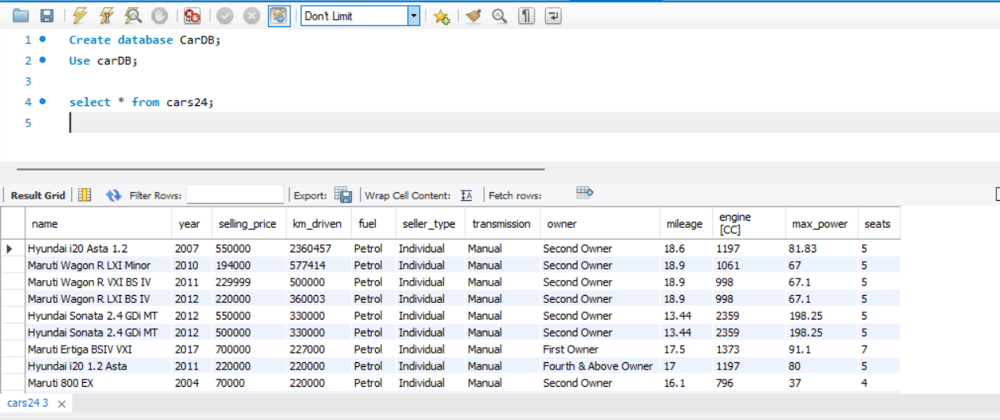 Don't Limit
1 Create database CarDB;
2 Use carDB;
3
4 select * from cars24;
5
Result Grid Filter Rows: Export: Wrap Cell Content: Fetch rows:
name year selling_price km_driven fuel seller_type transmission owner mileage engine [CC] max_power seats
Hyundai i20 Asta 1.2 2007 550000 2360457 Petrol Individual Manual Second Owner 18.6 1197 81.83 5
Maruti Wagon R LXI Minor 2010 194000 577414 Petrol Individual Manual Second Owner 18.9 1061 67 5
Maruti Wagon R VXI BS IV 2011 229999 500000 Petrol Individual Manual Second Owner 18.9 998 67.1 5
Maruti Wagon R LXI BS IV 2012 220000 360003 Petrol Individual Manual Second Owner 18.9 998 67.1 5
Hyundai Sonata 2.4 GDi MT 2012 550000 330000 Petrol Individual Manual Second Owner 13.44 2359 198.25 5
Hyundai Sonata 2.4 GDi MT 2012 500000 330000 Petrol Individual Manual Second Owner 13.44 2359 198.25 5
Maruti Ertiga BSIV VXI 2017 700000 227000 Petrol Individual Manual First Owner 17.5 1373 91.1 7
Hyundai i20 1.2 Asta 2011 220000 220000 Petrol Individual Manual Fourth & Above Owner 17 1197 80 5
Maruti 800 EX 2004 70000 220000 Petrol Individual Manual Second Owner 16.1 796 37 4
cars24 3